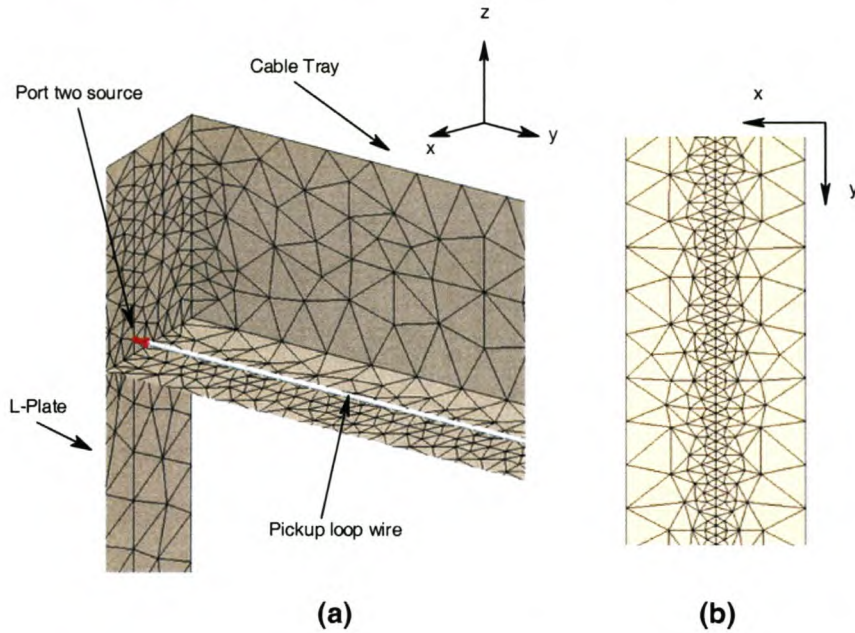 z
Cable Tray
x
Port two source
x
y
y
L-Plate
Pickup loop wire
(a)
(b)